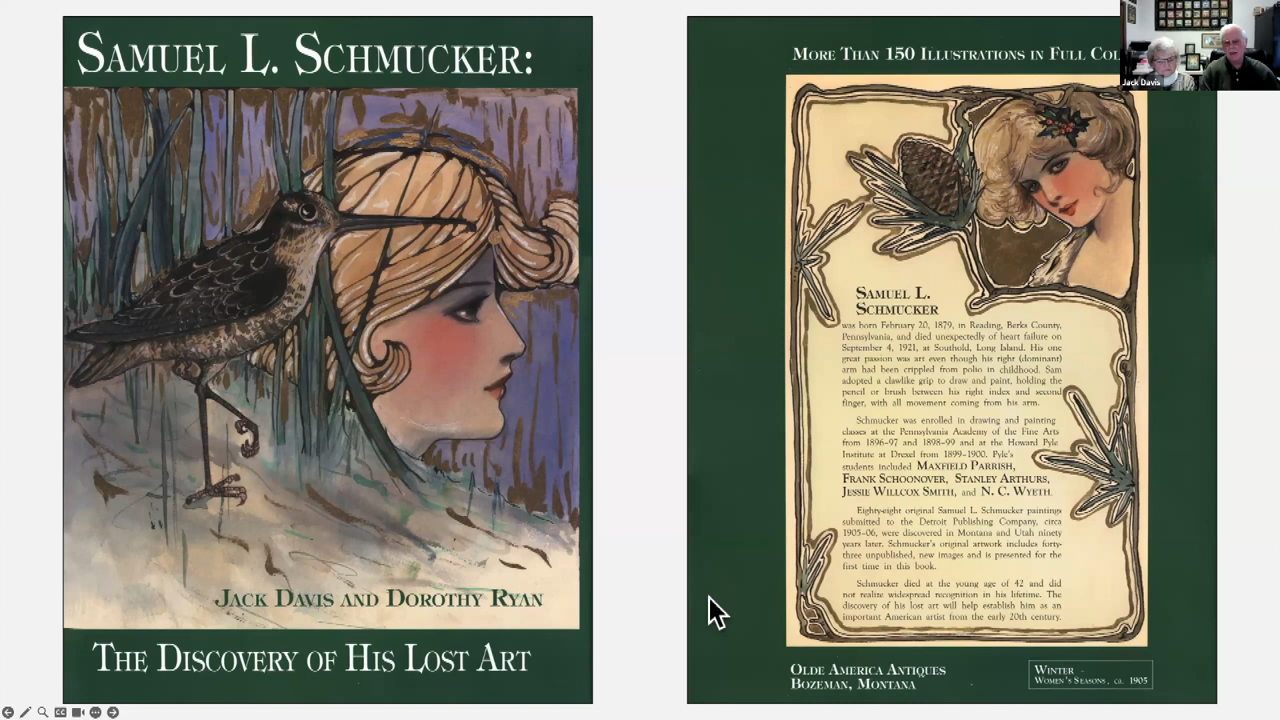 SAMUEL L. SCHMUCKER:
JACK DAVIS AND DOROTHY RYAN
THE DISCOVERY OF HIS LOST ART
MORE THAN 150 ILLUSTRATIONS IN FULL COL
Jack Davis
SAMUEL L.
SCHMUCKER
was born February 20, 1879, in Reading, Berks County,
Pennsylvania, and died unexpectedly of heart failure on
September 4, 1921, at Southold, Long Island. His one
great passion was art even though his right (dominant)
arm had been crippled from polio in childhood. Sam
adopted a clawlike grip to draw and paint, holding the
pencil or brush between his right index and second
finger, with all movement coming from his arm.
Schmucker was enrolled in drawing and painting
classes at the Pennsylvania Academy of the Fine Arts
from 1896-97 and 1898-99 and at the Howard Pyle
Institute at Drexel from 1899-1900. Pyle's
students included MAXFIELD PARRISH,
FRANK SCHOONOVER, STANLEY ARTHURS,
JESSIE WILLCOX SMITH, and N. C. WYETH.
Eighty-eight original Samuel L. Schmucker paintings
submitted to the Detroit Publishing Company, circa
1905-06, were discovered in Montana and Utah ninety
years later. Schmucker's original artwork includes forty-
three unpublished, new images and is presented for the
first time in this book.
Schmucker died at the young age of 42 and did
not realize widespread recognition in his lifetime. The
discovery of his lost art will help establish him as an
important American artist from the early 20th century.
OLDE AMERICA ANTIQUES
BOZEMAN, MONTANA
WINTER
WOMEN'S SEASONS, ca. 1905